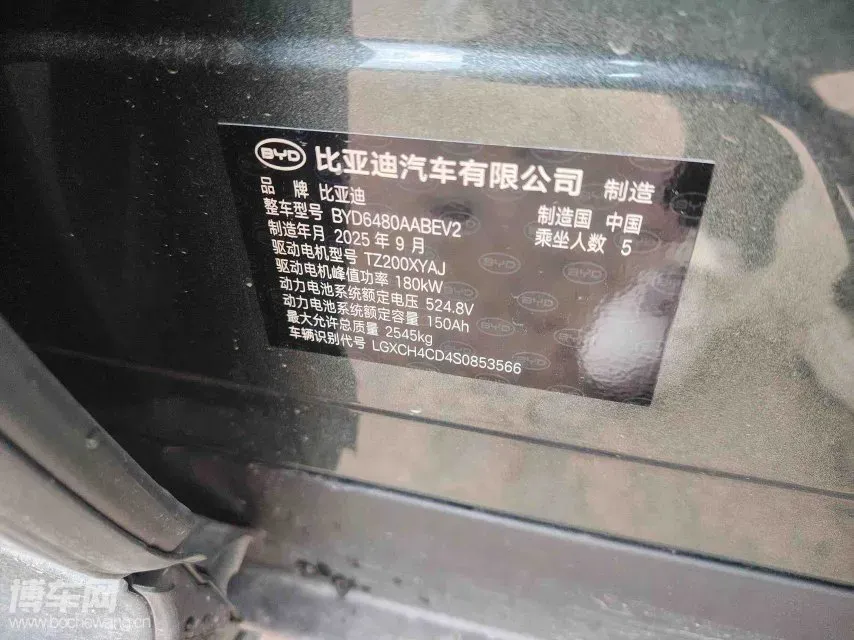 BYD 比亚迪汽车有限公司 制造
品 牌 比亚迪 制造国 中国
整车型号 BYD6480AABEV2 乘坐人数 5
制造年月 2025 年 9 月
驱动电机型号 TZ200XYAJ
驱动电机峰值功率 180kW
动力电池系统额定电压 524.8V
动力电池系统额定容量 150Ah
最大允许总质量 2545kg
车辆识别代号 LGXCH4CD4S0853566
博车网
www.bochewang.cn